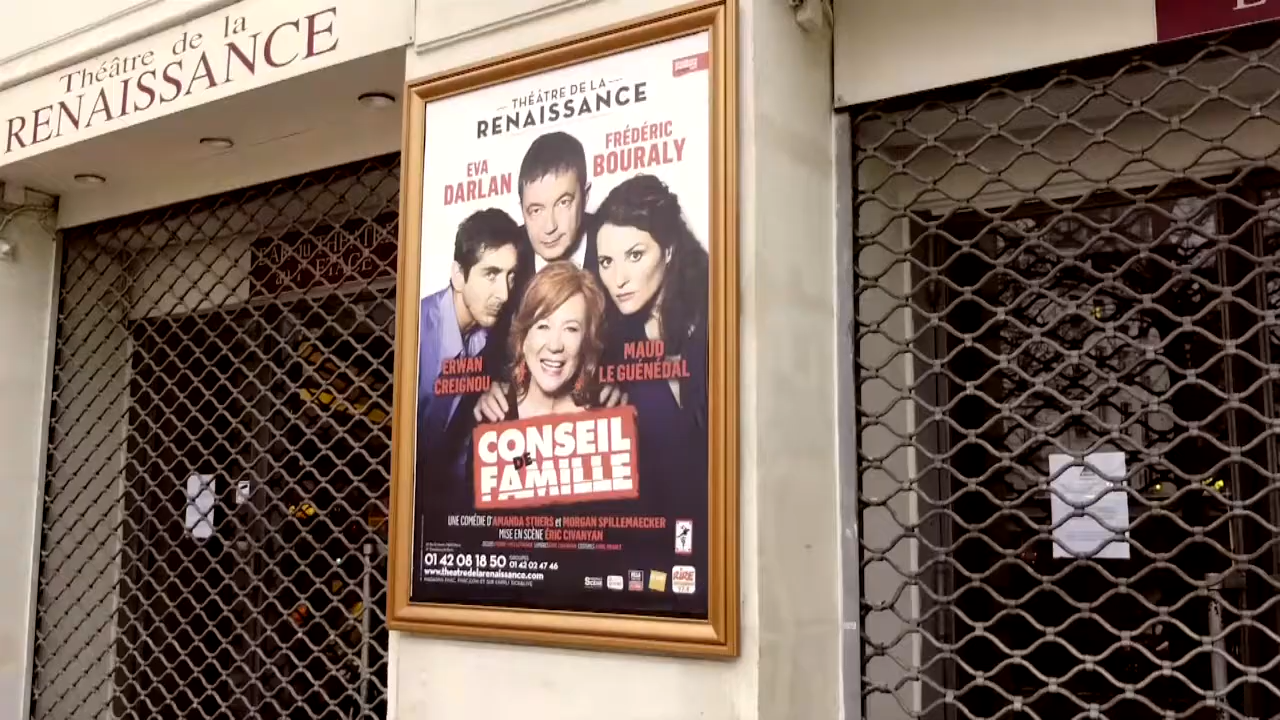 Théâtre de la
RENAISSANCE
THÉÂTRE DE LA
RENAISSANCE
EVA
DARLAN
FRÉDÉRIC
BOURALY
ERWAN
CREIGNOU
MAUD
LE GUÉNÉDAL
CONSEIL
DE
FAMILLE
UNE COMÉDIE D'AMANDA STHERS et MORGAN SPILLEMAECKER
MISE EN SCÈNE ÉRIC CIVANYAN
01 42 08 18 50 GROUPES 01 42 02 47 46
www.theatredelarenaissance.com